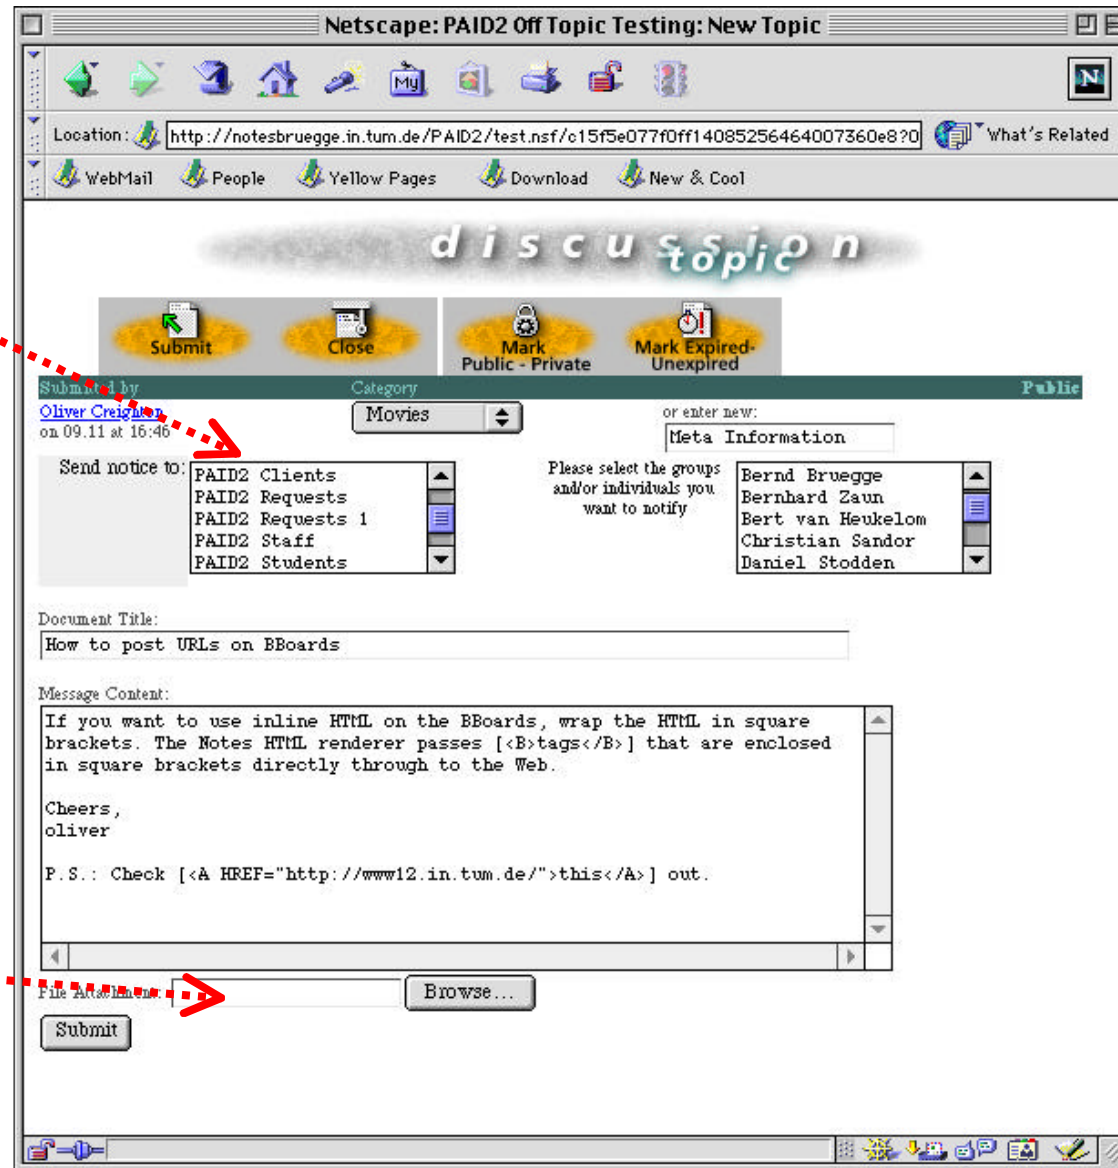 Netscape: PAID2 Off Topic Testing: New Topic
My
N
Location: http://notesbruegge.in.tum.de/PAID2/test.nsf/c15f5e077f0ff14085256464007360e8?O What's Related
WebMail People Yellow Pages Download New & Cool
discussion
topic
Submit Close Mark Public - Private Mark Expired- Unexpired
Submitted by Category Public
Oliver Creighton Movies or enter new:
on 09.11 at 16:46 Meta Information
Send notice to: Please select the groups and/or individuals you want to notify
PAID2 Clients
PAID2 Requests
PAID2 Requests 1
PAID2 Staff
PAID2 Students
Bernd Bruegge
Bernhard Zaun
Bert van Heukelom
Christian Sandor
Daniel Stodden
Document Title:
How to post URLs on BBoards
Message Content:
If you want to use inline HTML on the BBoards, wrap the HTML in square
brackets. The Notes HTML renderer passes [<B>tags</B>] that are enclosed
in square brackets directly through to the Web.
Cheers,
oliver
P.S.: Check [<A HREF="http://www12.in.tum.de/">this</A>] out.
File Attachment: Browse...
Submit